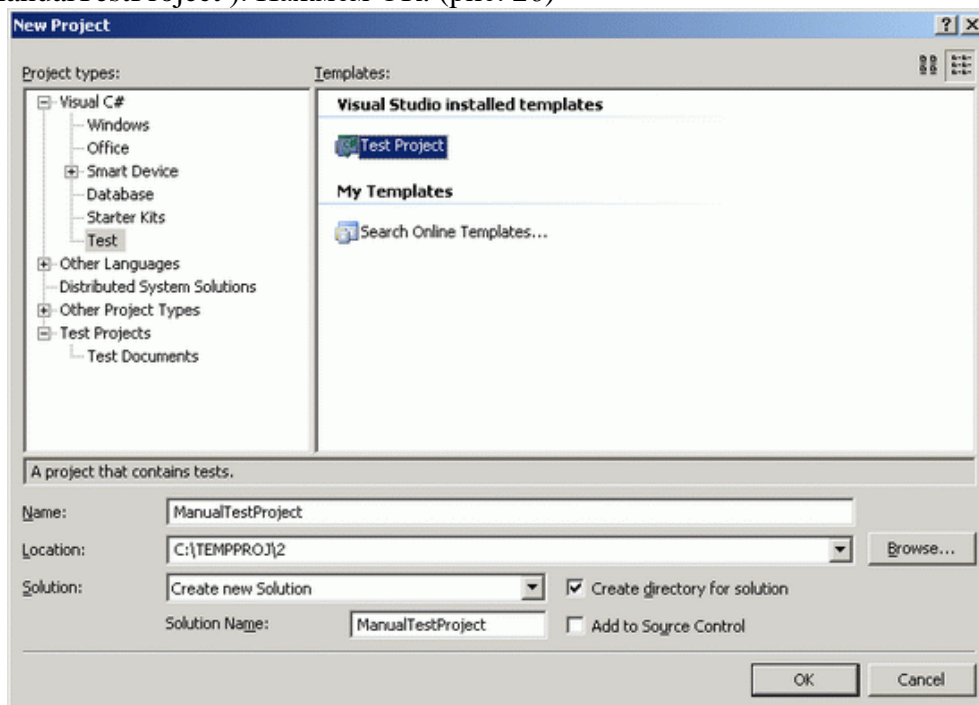 New Project
Project types:
Templates:
Visual C#
Windows
Office
Smart Device
Database
Starter Kits
Test
Other Languages
Distributed System Solutions
Other Project Types
Test Projects
Test Documents
Visual Studio installed templates
Test Project
My Templates
Search Online Templates...
A project that contains tests.
Name: ManualTestProject
Location: C:\TEMPPROJ\2 Browse...
Solution: Create new Solution Create directory for solution
Solution Name: ManualTestProject Add to Source Control
OK Cancel